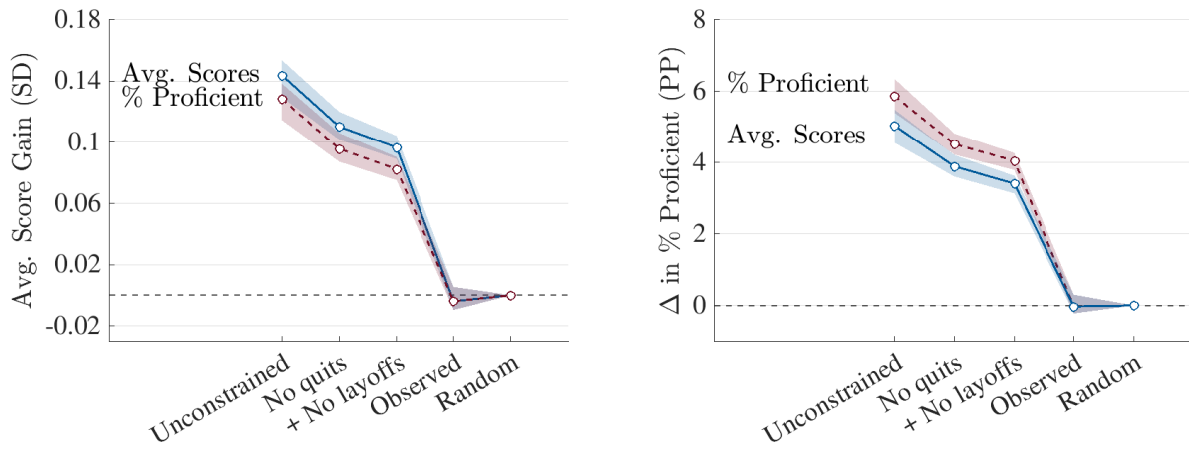 Avg. Score Gain (SD)
0.18
0.14
0.1
0.06
0.02
-0.02
Avg. Scores
% Proficient
Unconstrained
No quits
+ No layoffs
Observed
Random
Δ in % Proficient (PP)
8
6
4
2
0
% Proficient
Avg. Scores
Unconstrained
No quits
+ No layoffs
Observed
Random